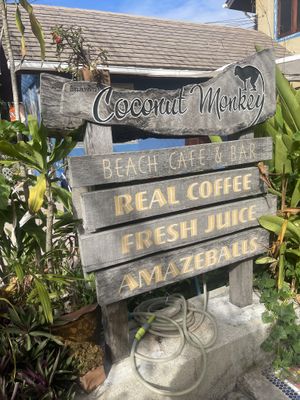 Coconut Monkey
BEACH CAFE & BAR
REAL COFFEE
FRESH JUICE
AMAZEBALLS